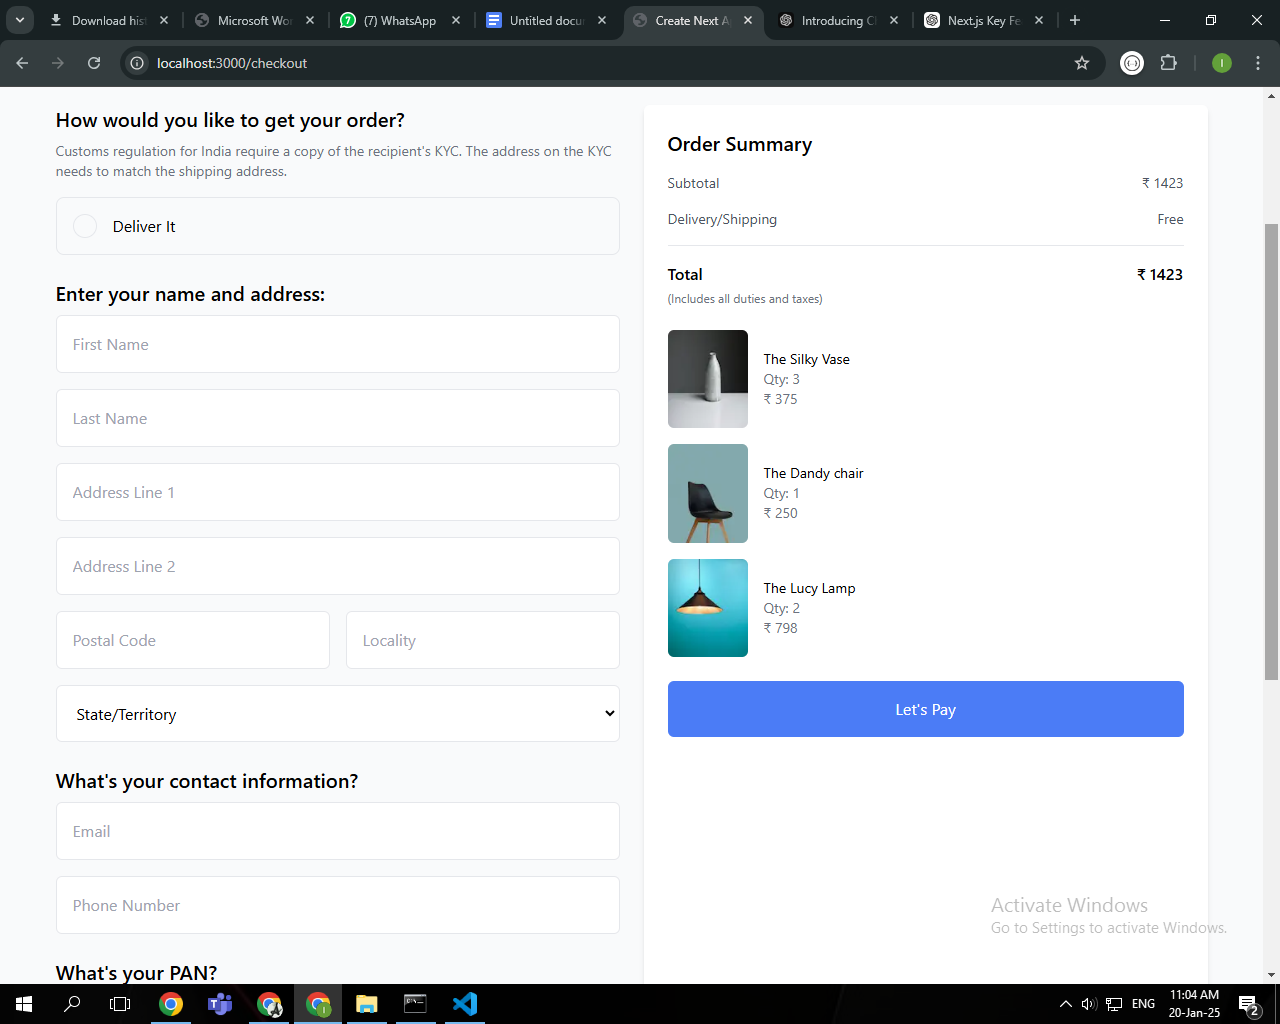 Download hist
Microsoft Wor
(7) WhatsApp
Untitled docu
Create Next A
Introducing C
Next.js Key Fe
localhost:3000/checkout
I
How would you like to get your order?
Customs regulation for India require a copy of the recipient's KYC. The address on the KYC
needs to match the shipping address.
Deliver It
Enter your name and address:
First Name
Last Name
Address Line 1
Address Line 2
Postal Code
Locality
State/Territory
What's your contact information?
Email
Phone Number
What's your PAN?
Order Summary
Subtotal ₹ 1423
Delivery/Shipping Free
Total ₹ 1423
(Includes all duties and taxes)
The Silky Vase
Qty: 3
₹ 375
The Dandy chair
Qty: 1
₹ 250
The Lucy Lamp
Qty: 2
₹ 798
Let's Pay
Activate Windows
Go to Settings to activate Windows.
ENG
11:04 AM
20-Jan-25
2